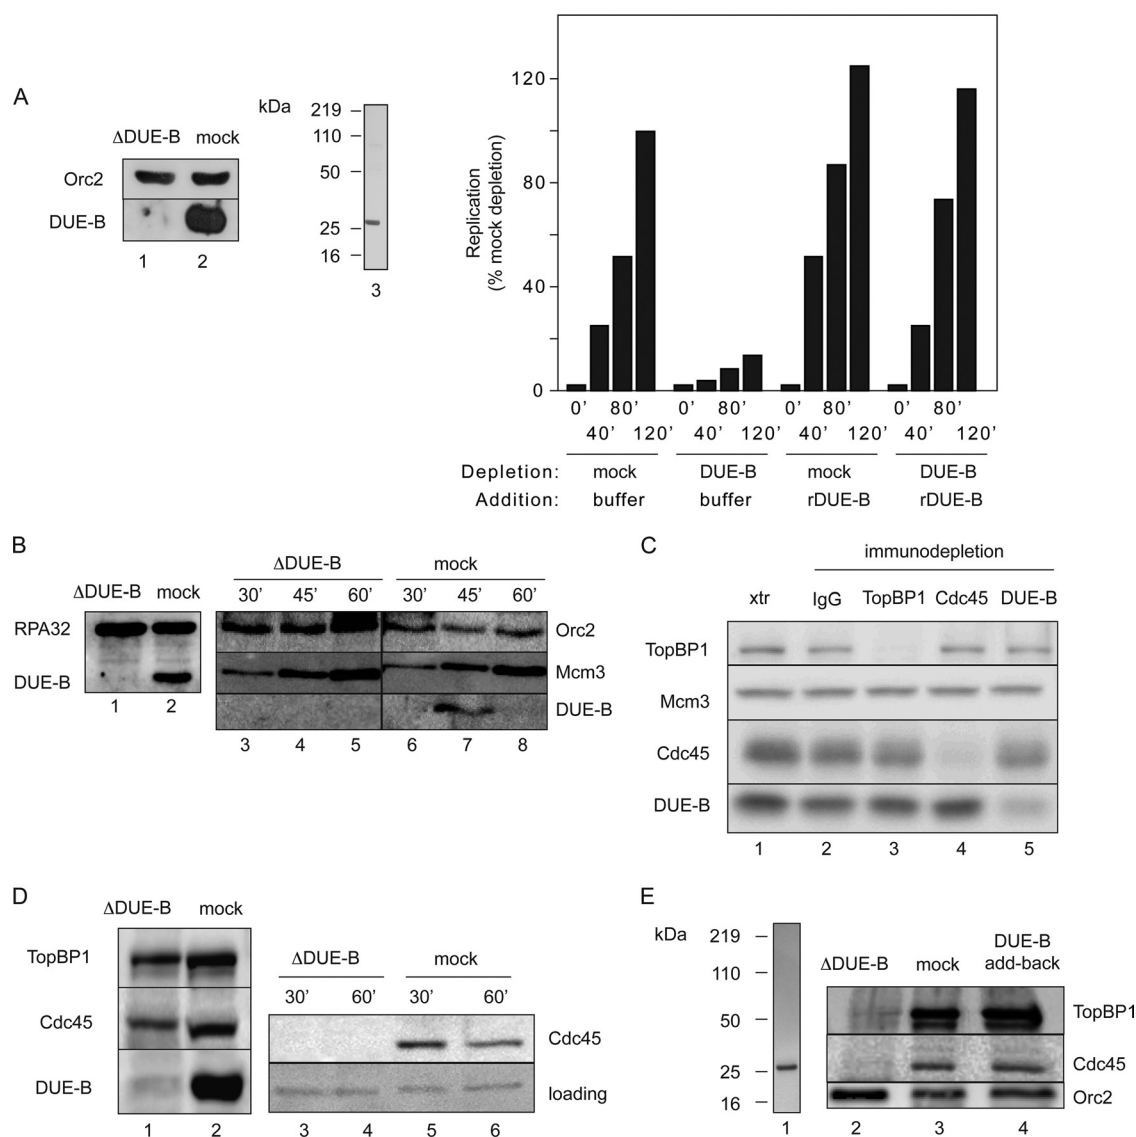 A
ΔDUE-B mock
Orc2
DUE-B
1 2
kDa
219
110
50
25
16
3
Replication
(% mock depletion)
120
80
40
0
0’ 80’ 0’ 80’ 0’ 80’ 0’ 80’
40’ 120’ 40’ 120’ 40’ 120’ 40’ 120’
Depletion: mock DUE-B mock DUE-B
Addition: buffer buffer rDUE-B rDUE-B
B
ΔDUE-B mock
RPA32
DUE-B
1 2
ΔDUE-B mock
30’ 45’ 60’ 30’ 45’ 60’
Orc2
Mcm3
DUE-B
3 4 5 6 7 8
C
immunodepletion
xtr IgG TopBP1 Cdc45 DUE-B
TopBP1
Mcm3
Cdc45
DUE-B
1 2 3 4 5
D
ΔDUE-B mock
TopBP1
Cdc45
DUE-B
1 2
ΔDUE-B mock
30’ 60’ 30’ 60’
Cdc45
loading
3 4 5 6
E
kDa
219
110
50
25
16
1
ΔDUE-B mock DUE-B
add-back
TopBP1
Cdc45
Orc2
2 3 4